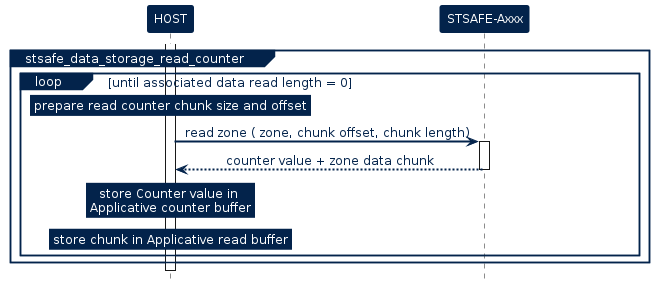 HOST
STSAFE-Axxx
stsafe_data_storage_read_counter
loop
[until associated data read length = 0]
prepare read counter chunk size and offset
read zone ( zone, chunk offset, chunk length)
counter value + zone data chunk
store Counter value in
Applicative counter buffer
store chunk in Applicative read buffer